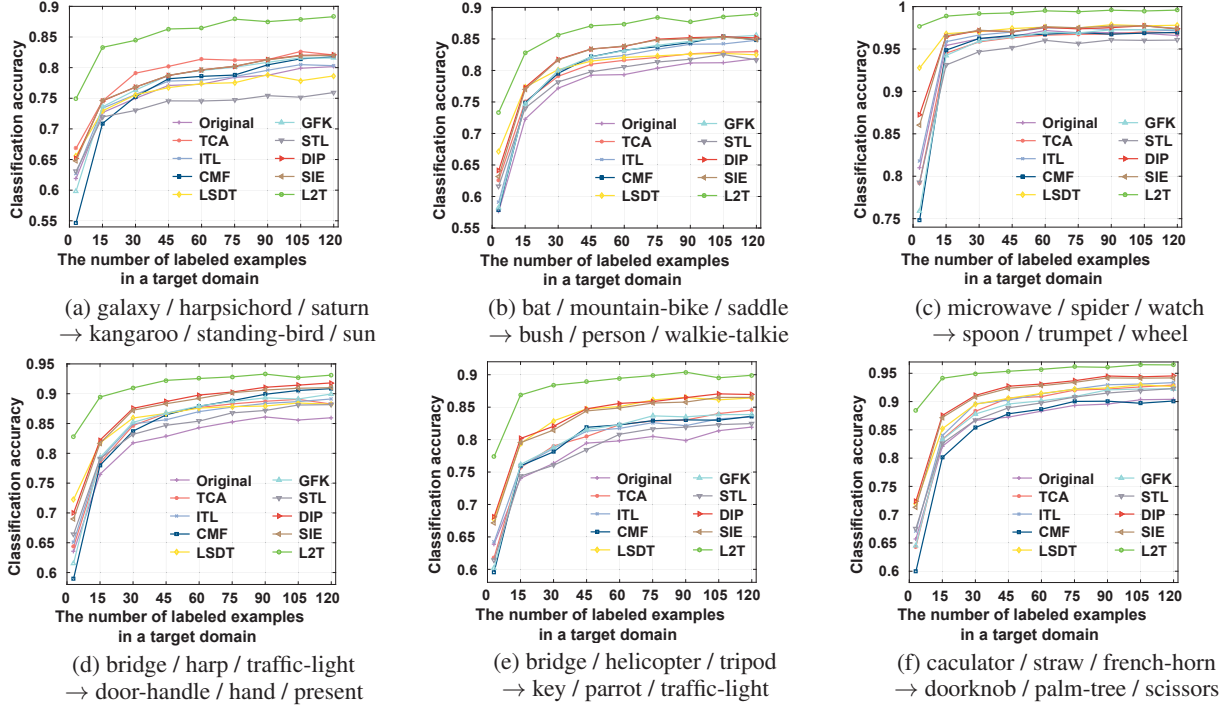 Classification accuracy
0.9
0.85
0.8
0.75
0.7
0.65
0.6
0.55
Original
TCA
ITL
CMF
LSDT
GFK
STL
DIP
SIE
L2T
0 15 30 45 60 75 90 105 120
The number of labeled examples
in a target domain
(a) galaxy / harpsichord / saturn
→ kangaroo / standing-bird / sun
Classification accuracy
0.9
0.85
0.8
0.75
0.7
0.65
0.6
0.55
Original
TCA
ITL
CMF
LSDT
GFK
STL
DIP
SIE
L2T
0 15 30 45 60 75 90 105 120
The number of labeled examples
in a target domain
(b) bat / mountain-bike / saddle
→ bush / person / walkie-talkie
Classification accuracy
1
0.95
0.9
0.85
0.8
0.75
Original
TCA
ITL
CMF
LSDT
GFK
STL
DIP
SIE
L2T
0 15 30 45 60 75 90 105 120
The number of labeled examples
in a target domain
(c) microwave / spider / watch
→ spoon / trumpet / wheel
Classification accuracy
0.95
0.9
0.85
0.8
0.75
0.7
0.65
0.6
Original
TCA
ITL
CMF
LSDT
GFK
STL
DIP
SIE
L2T
0 15 30 45 60 75 90 105 120
The number of labeled examples
in a target domain
(d) bridge / harp / traffic-light
→ door-handle / hand / present
Classification accuracy
0.9
0.85
0.8
0.75
0.7
0.65
0.6
Original
TCA
ITL
CMF
LSDT
GFK
STL
DIP
SIE
L2T
0 15 30 45 60 75 90 105 120
The number of labeled examples
in a target domain
(e) bridge / helicopter / tripod
→ key / parrot / traffic-light
Classification accuracy
0.95
0.9
0.85
0.8
0.75
0.7
0.65
0.6
Original
TCA
ITL
CMF
LSDT
GFK
STL
DIP
SIE
L2T
0 15 30 45 60 75 90 105 120
The number of labeled examples
in a target domain
(f) caculator / straw / french-horn
→ doorknob / palm-tree / scissors